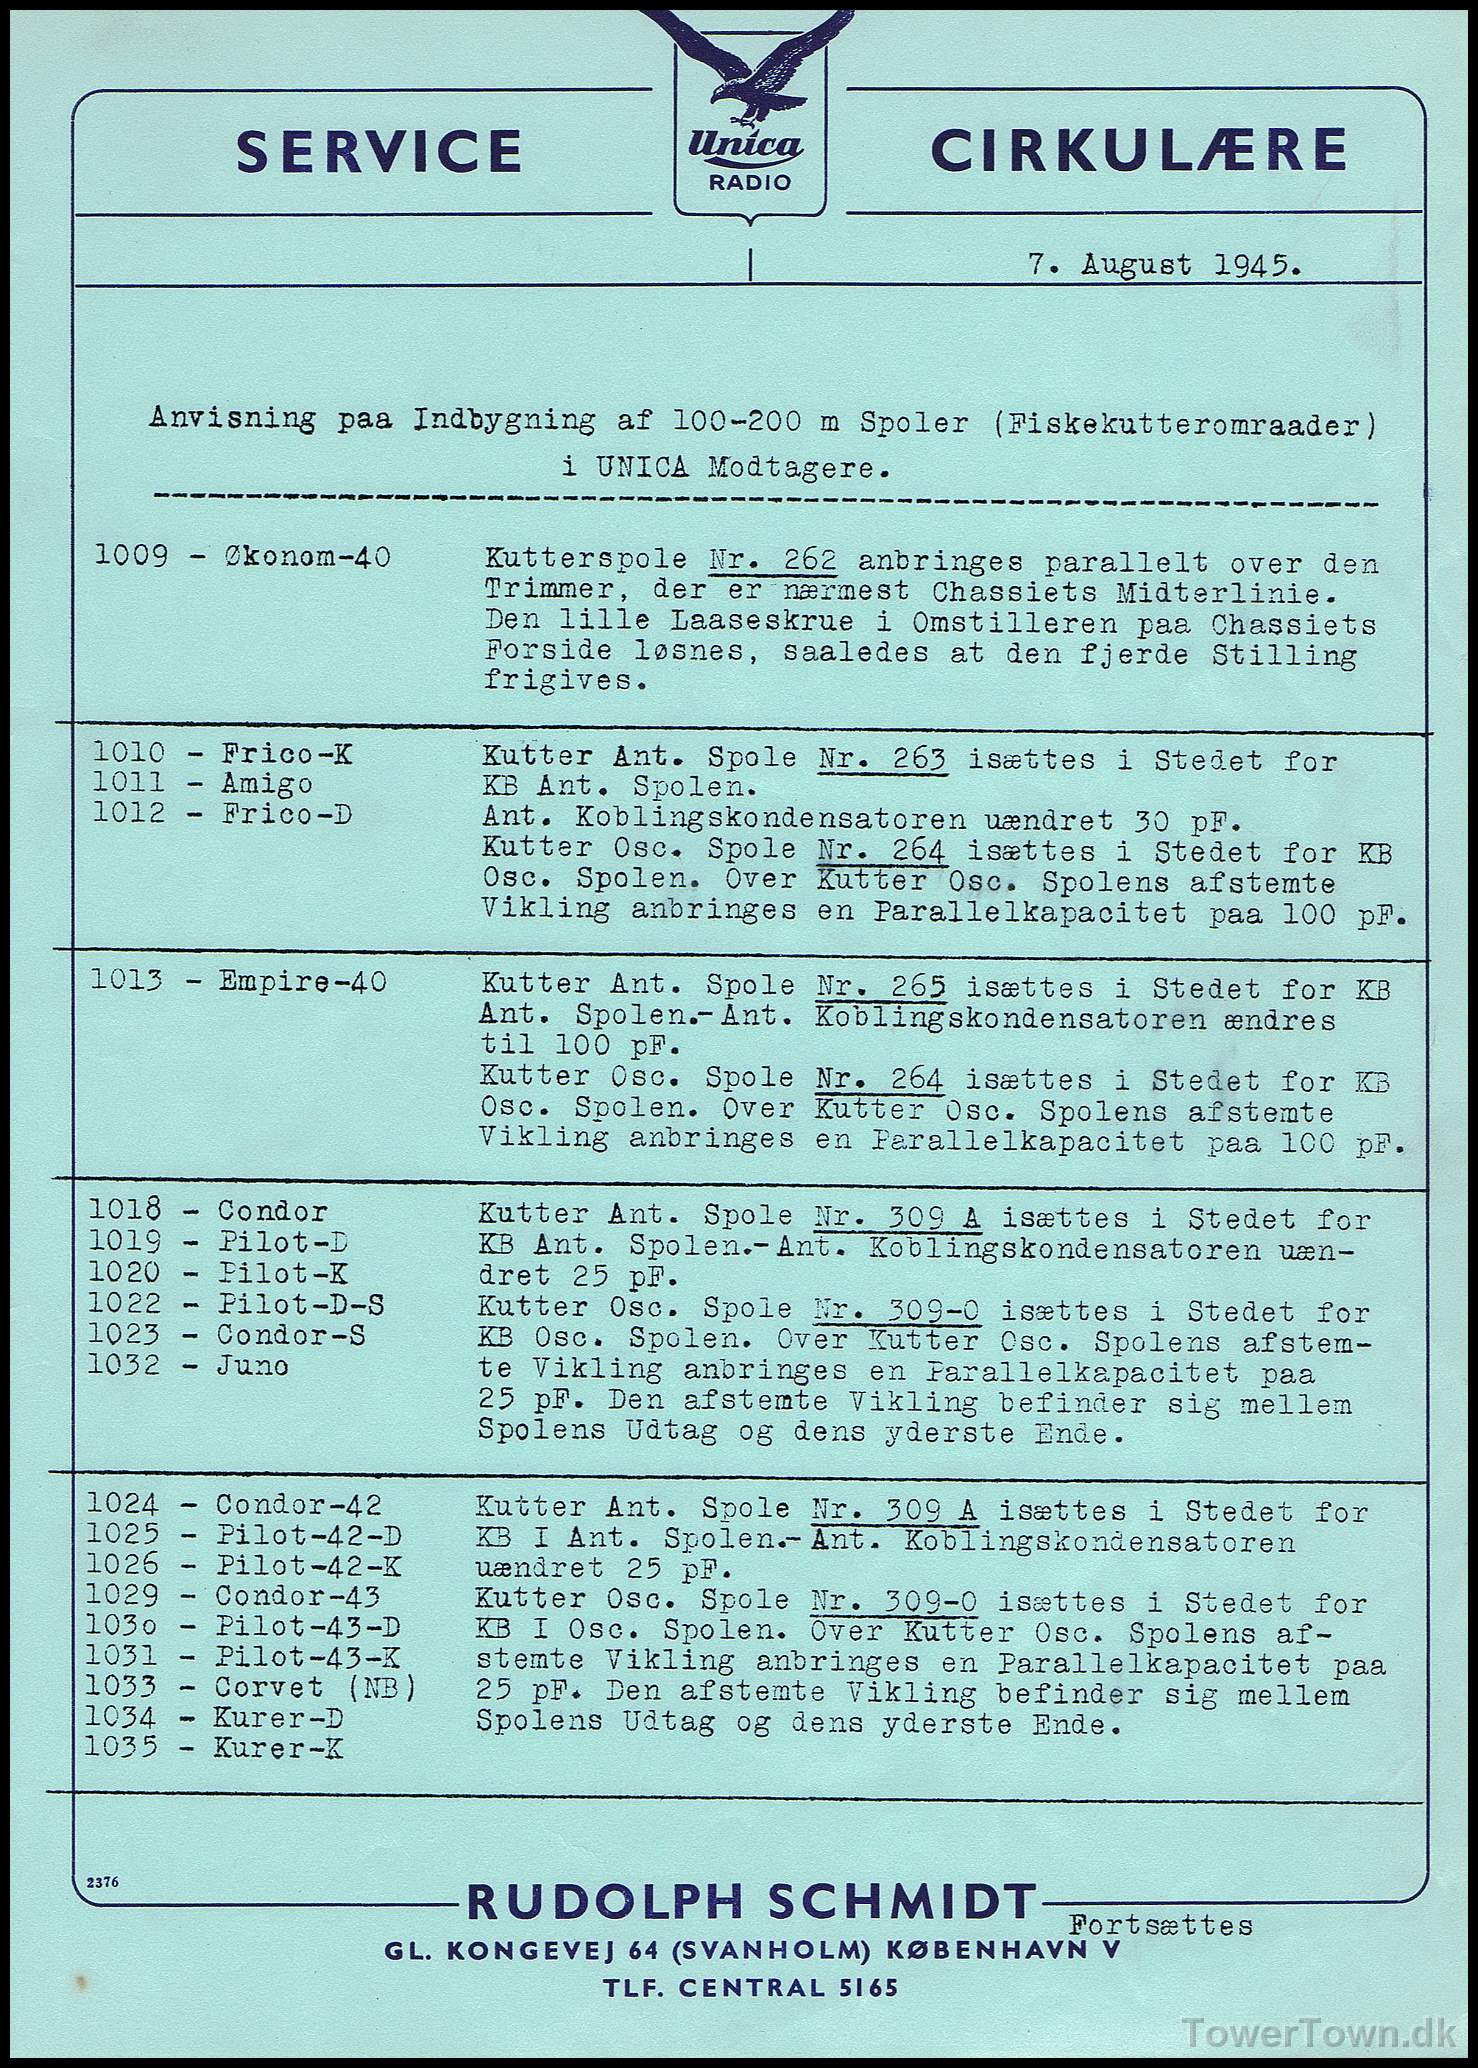 SERVICE
Unica
RADIO
CIRKULÆRE
7. August 1945.
Anvisning paa Indbygning af 100-200 m Spoler (Fiskekutteromraader)
i UNICA Modtagere.
1009 - Økonom-40
Kutterspole Nr. 262 anbringes parallelt over den
Trimmer, der er nærmest Chassiets Midterlinie.
Den lille Laaseskrue i Omstilleren paa Chassiets
Forside løsnes, saaledes at den fjerde Stilling
frigives.
1010 - Frico-K
1011 - Amigo
1012 - Frico-D
Kutter Ant. Spole Nr. 263 isættes i Stedet for
KB Ant. Spolen.
Ant. Koblingskondensatoren uændret 30 pF.
Kutter Osc. Spole Nr. 264 isættes i Stedet for KB
Osc. Spolen. Over Kutter Osc. Spolens afstemte
Vikling anbringes en Parallelkapacitet paa 100 pF.
1013 - Empire-40
Kutter Ant. Spole Nr. 265 isættes i Stedet for KB
Ant. Spolen.- Ant. Koblingskondensatoren ændres
til 100 pF.
Kutter Osc. Spole Nr. 264 isættes i Stedet for KB
Osc. Spolen. Over Kutter Osc. Spolens afstemte
Vikling anbringes en Parallelkapacitet paa 100 pF.
1018 - Condor
1019 - Pilot-D
1020 - Pilot-K
1022 - Pilot-D-S
1023 - Condor-S
1032 - Juno
Kutter Ant. Spole Nr. 309 A isættes i Stedet for
KB Ant. Spolen.- Ant. Koblingskondensatoren uæn-
dret 25 pF.
Kutter Osc. Spole Nr. 309-O isættes i Stedet for
KB Osc. Spolen. Over Kutter Osc. Spolens afstem-
te Vikling anbringes en Parallelkapacitet paa
25 pF. Den afstemte Vikling befinder sig mellem
Spolens Udtag og dens yderste Ende.
1024 - Condor-42
1025 - Pilot-42-D
1026 - Pilot-42-K
1029 - Condor-43
1030 - Pilot-43-D
1031 - Pilot-43-K
1033 - Corvet (NB)
1034 - Kurer-D
1035 - Kurer-K
Kutter Ant. Spole Nr. 309 A isættes i Stedet for
KB I Ant. Spolen.- Ant. Koblingskondensatoren
uændret 25 pF.
Kutter Osc. Spole Nr. 309-O isættes i Stedet for
KB I Osc. Spolen. Over Kutter Osc. Spolens af-
stemte Vikling anbringes en Parallelkapacitet paa
25 pF. Den afstemte Vikling befinder sig mellem
Spolens Udtag og dens yderste Ende.
2376
RUDOLPH SCHMIDT
Fortsættes
GL. KONGEVEJ 64 (SVANHOLM) KØBENHAVN V
TLF. CENTRAL 5165
TowerTown.dk